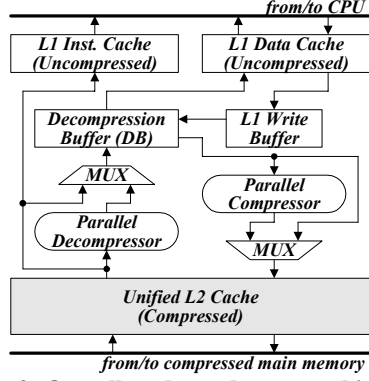 from/to CPU
L1 Inst. Cache
(Uncompressed)
L1 Data Cache
(Uncompressed)
Decompression
Buffer (DB)
L1 Write
Buffer
MUX
Parallel
Compressor
Parallel
Decompressor
MUX
Unified L2 Cache
(Compressed)
from/to compressed main memory